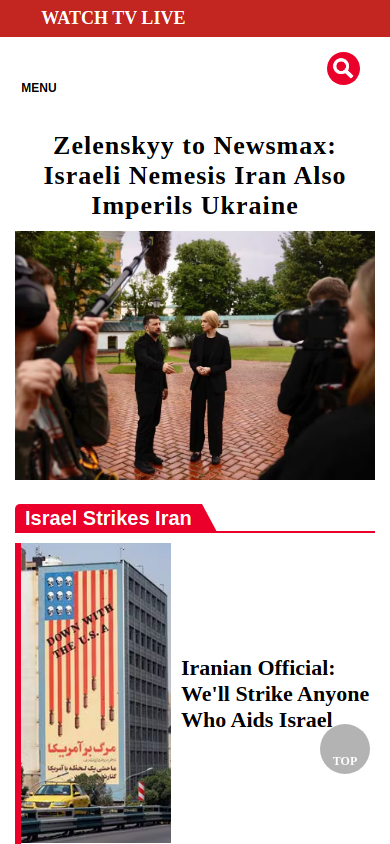 WATCH TV LIVE
MENU
Zelenskyy to Newsmax:
Israeli Nemesis Iran Also
Imperils Ukraine
Israel Strikes Iran
DOWN WITH
THE U.S.A
مرگ بر آمریکا
Iranian Official:
We'll Strike Anyone
Who Aids Israel
TOP